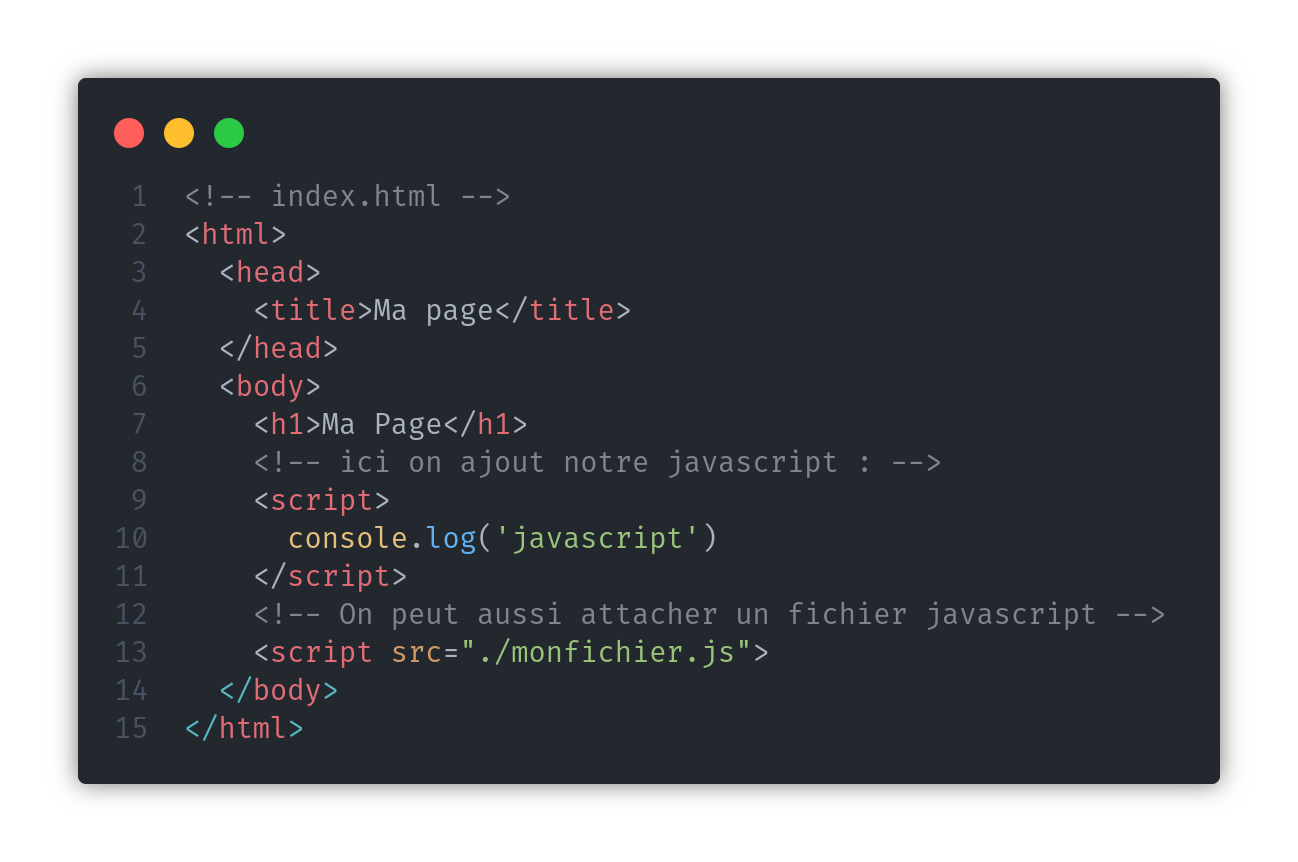 1 <!-- index.html -->
2 <html>
3   <head>
4     <title>Ma page</title>
5   </head>
6   <body>
7     <h1>Ma Page</h1>
8     <!-- ici on ajout notre javascript : -->
9     <script>
10       console.log('javascript')
11     </script>
12     <!-- On peut aussi attacher un fichier javascript -->
13     <script src="./monfichier.js">
14   </body>
15 </html>